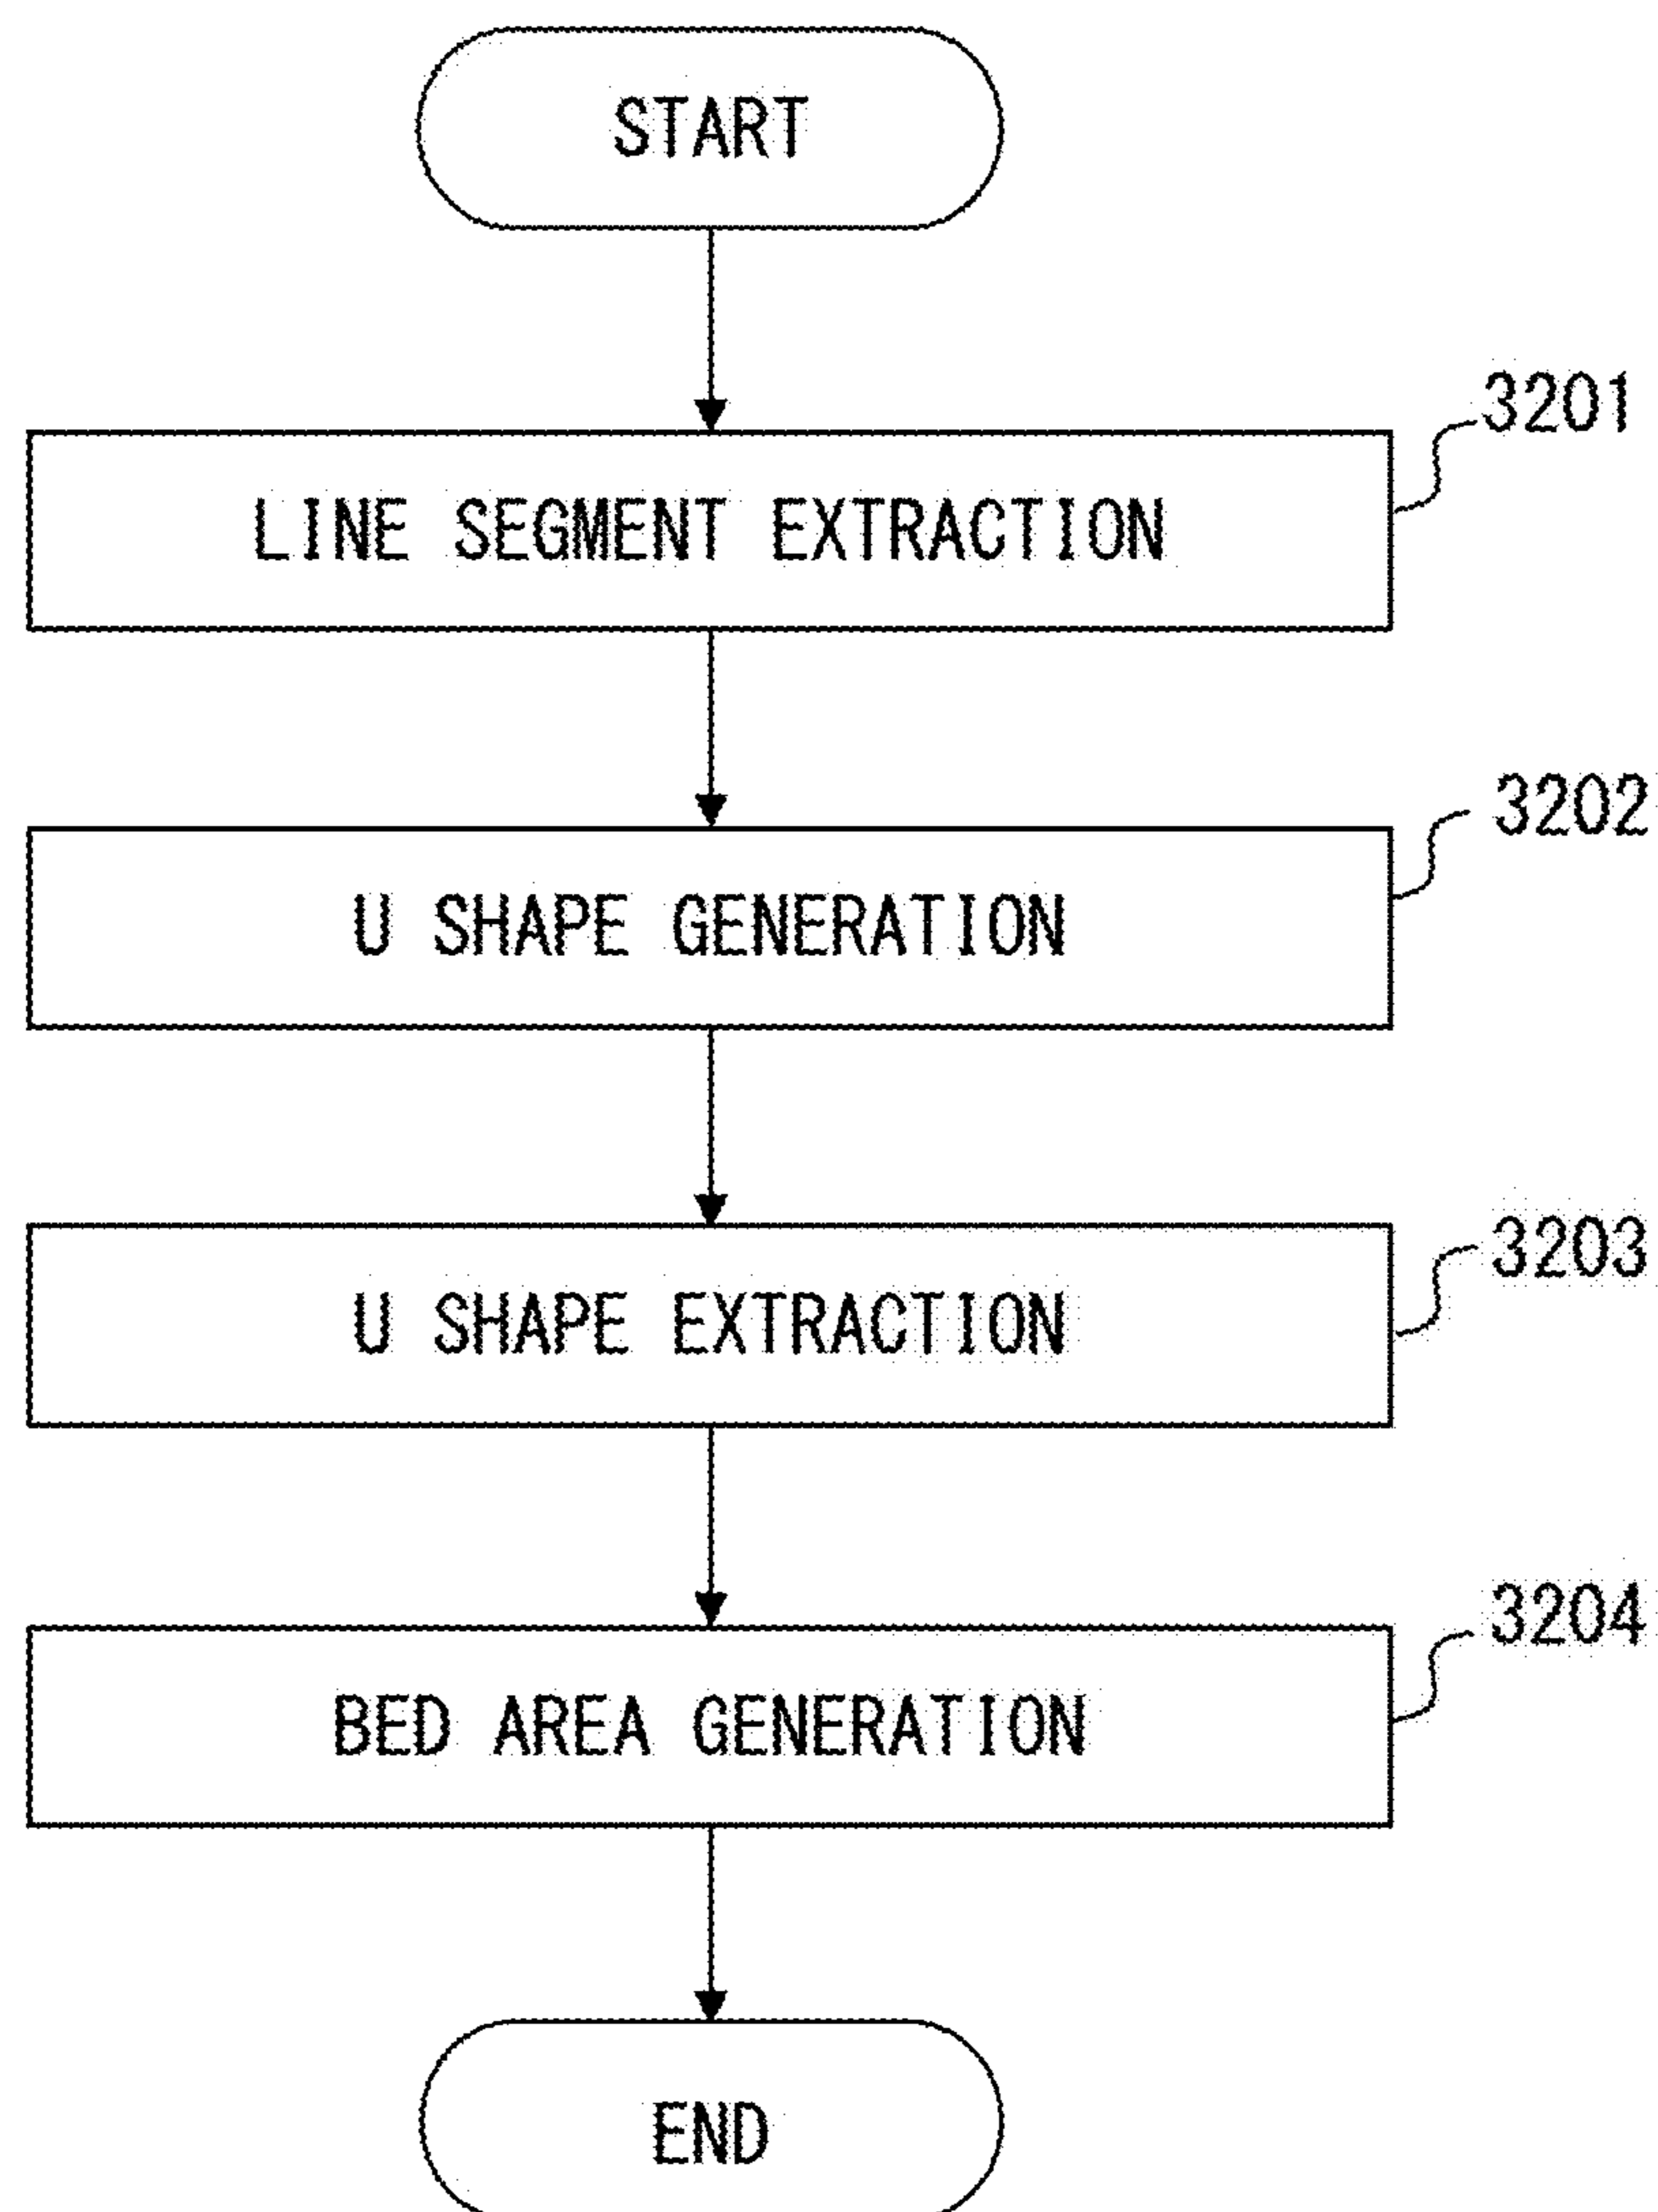 START
3201
LINE SEGMENT EXTRACTION
3202
U SHAPE GENERATION
3203
U SHAPE EXTRACTION
3204
BED AREA GENERATION
END